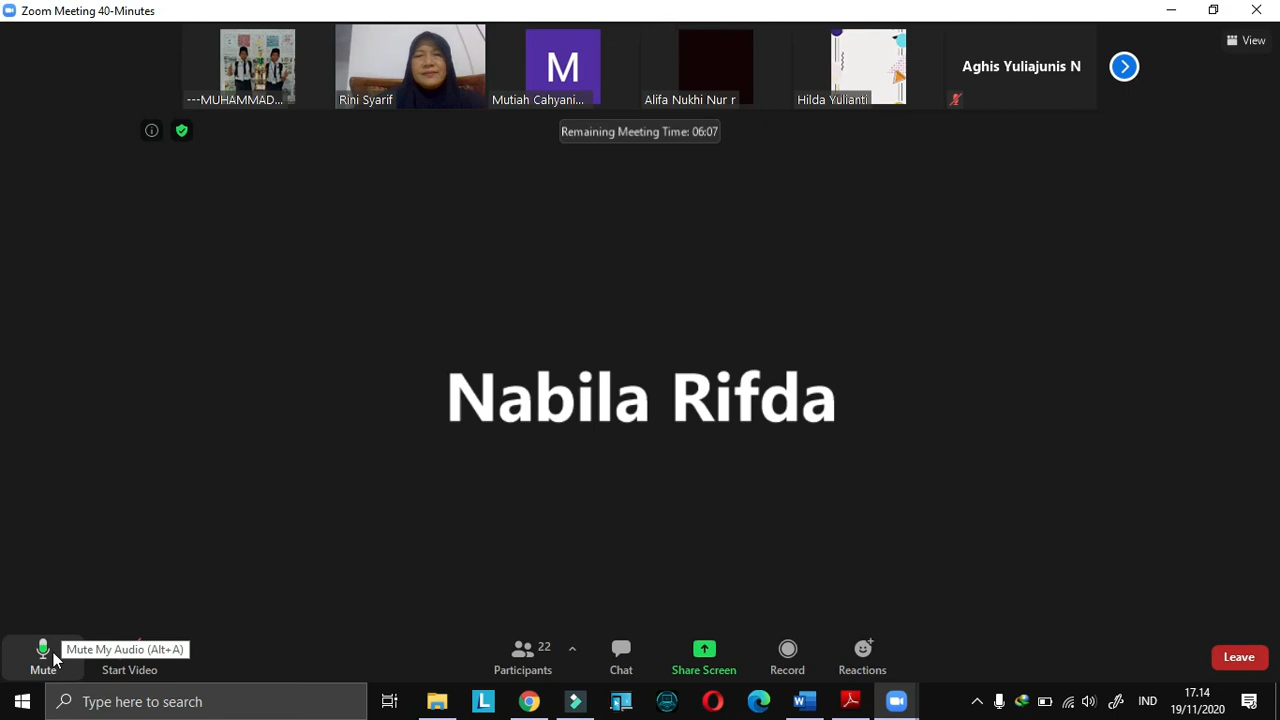 Zoom Meeting 40-Minutes
View
---MUHAMMAD...
Rini Syarif
M
Mutiah Cahyani...
Alifa Nukhi Nur r
Hilda Yulianti
Aghis Yuliajunis N
Remaining Meeting Time: 06:07
Nabila Rifda
Mute My Audio (Alt+A)
Mute
Start Video
22
Participants
Chat
Share Screen
Record
Reactions
Leave
Type here to search
L
IND
17.14
19/11/2020